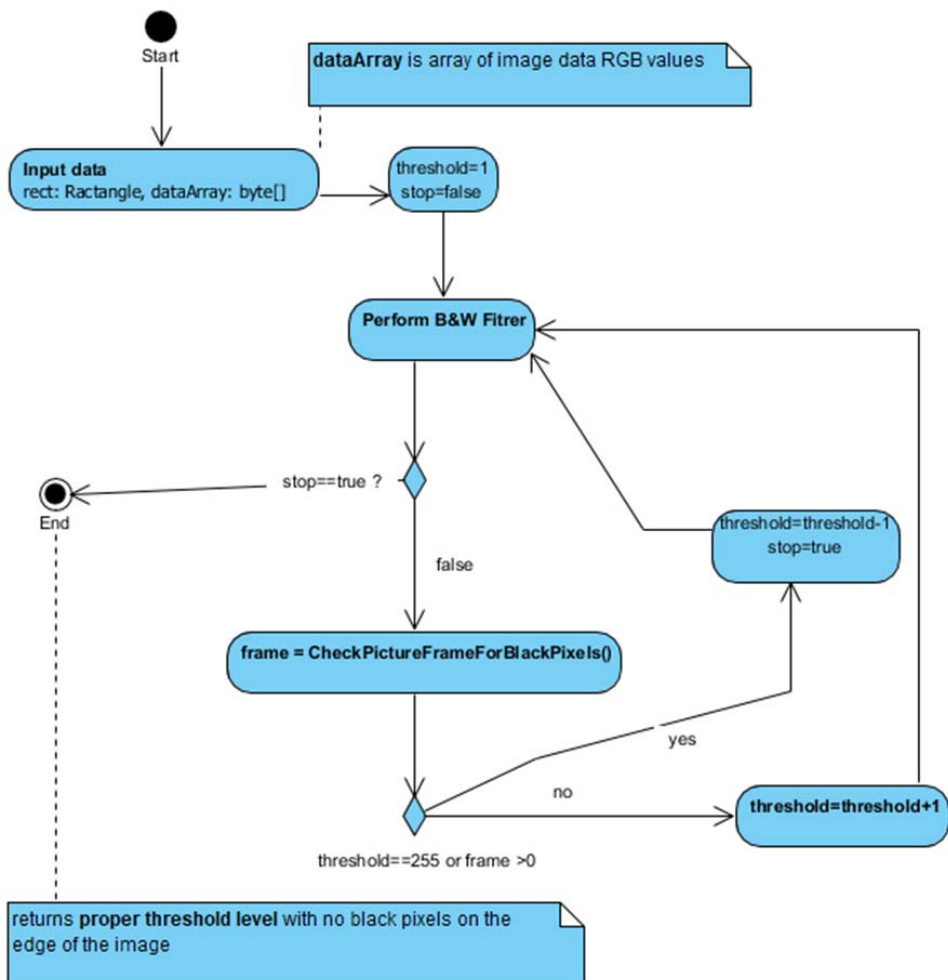 Start
dataArray is array of image data RGB values
Input data
rect: Ractangle, dataArray: byte[]
threshold=1
stop=false
Perform B&W Fitrer
stop==true ?
End
threshold=threshold-1
stop=true
false
frame = CheckPictureFrameForBlackPixels()
yes
no
threshold=threshold+1
threshold==255 or frame >0
returns proper threshold level with no black pixels on the
edge of the image